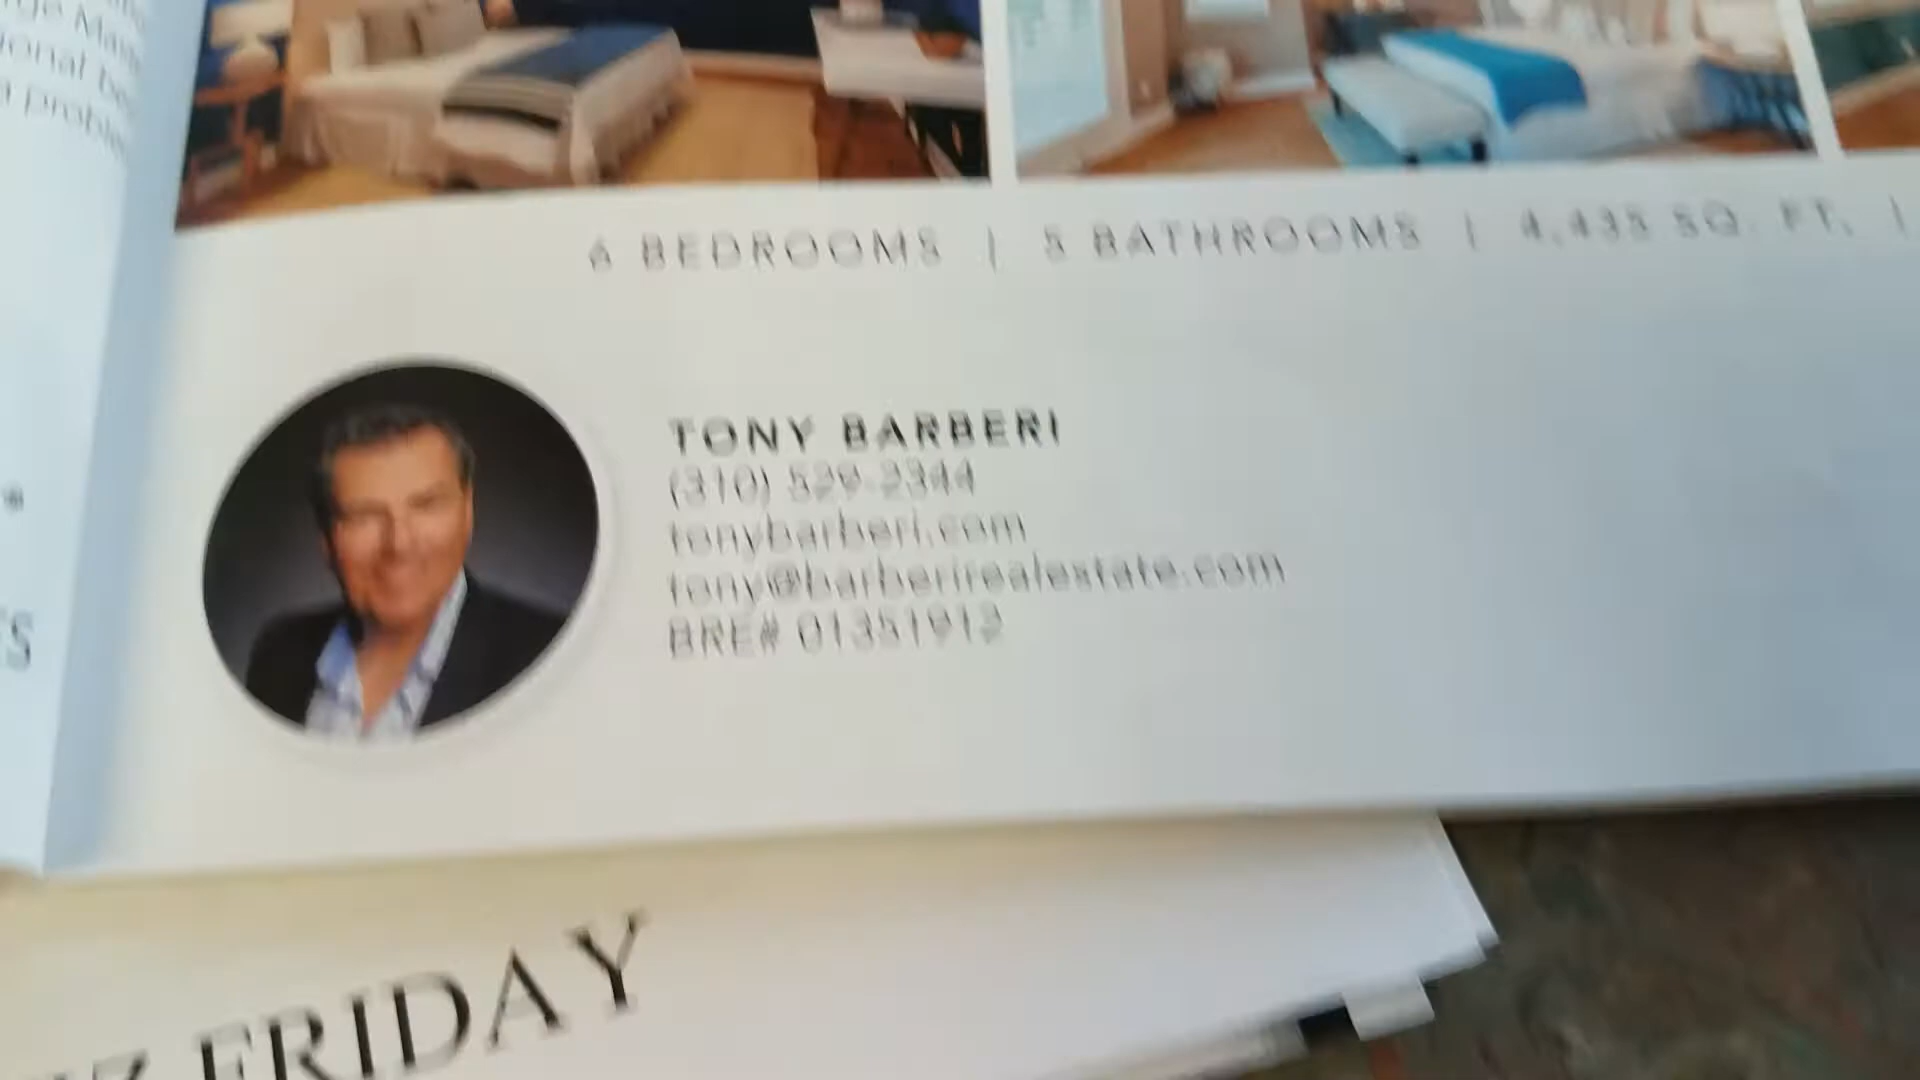 ional
a
6 BEDROOMS | 5 BATHROOMS | 4,435 SQ. FT. |
TONY BARBERI
(310) 529-2344
tonybarberi.com
tony@barberirealestate.com
BRE# 01351912
FRIDAY